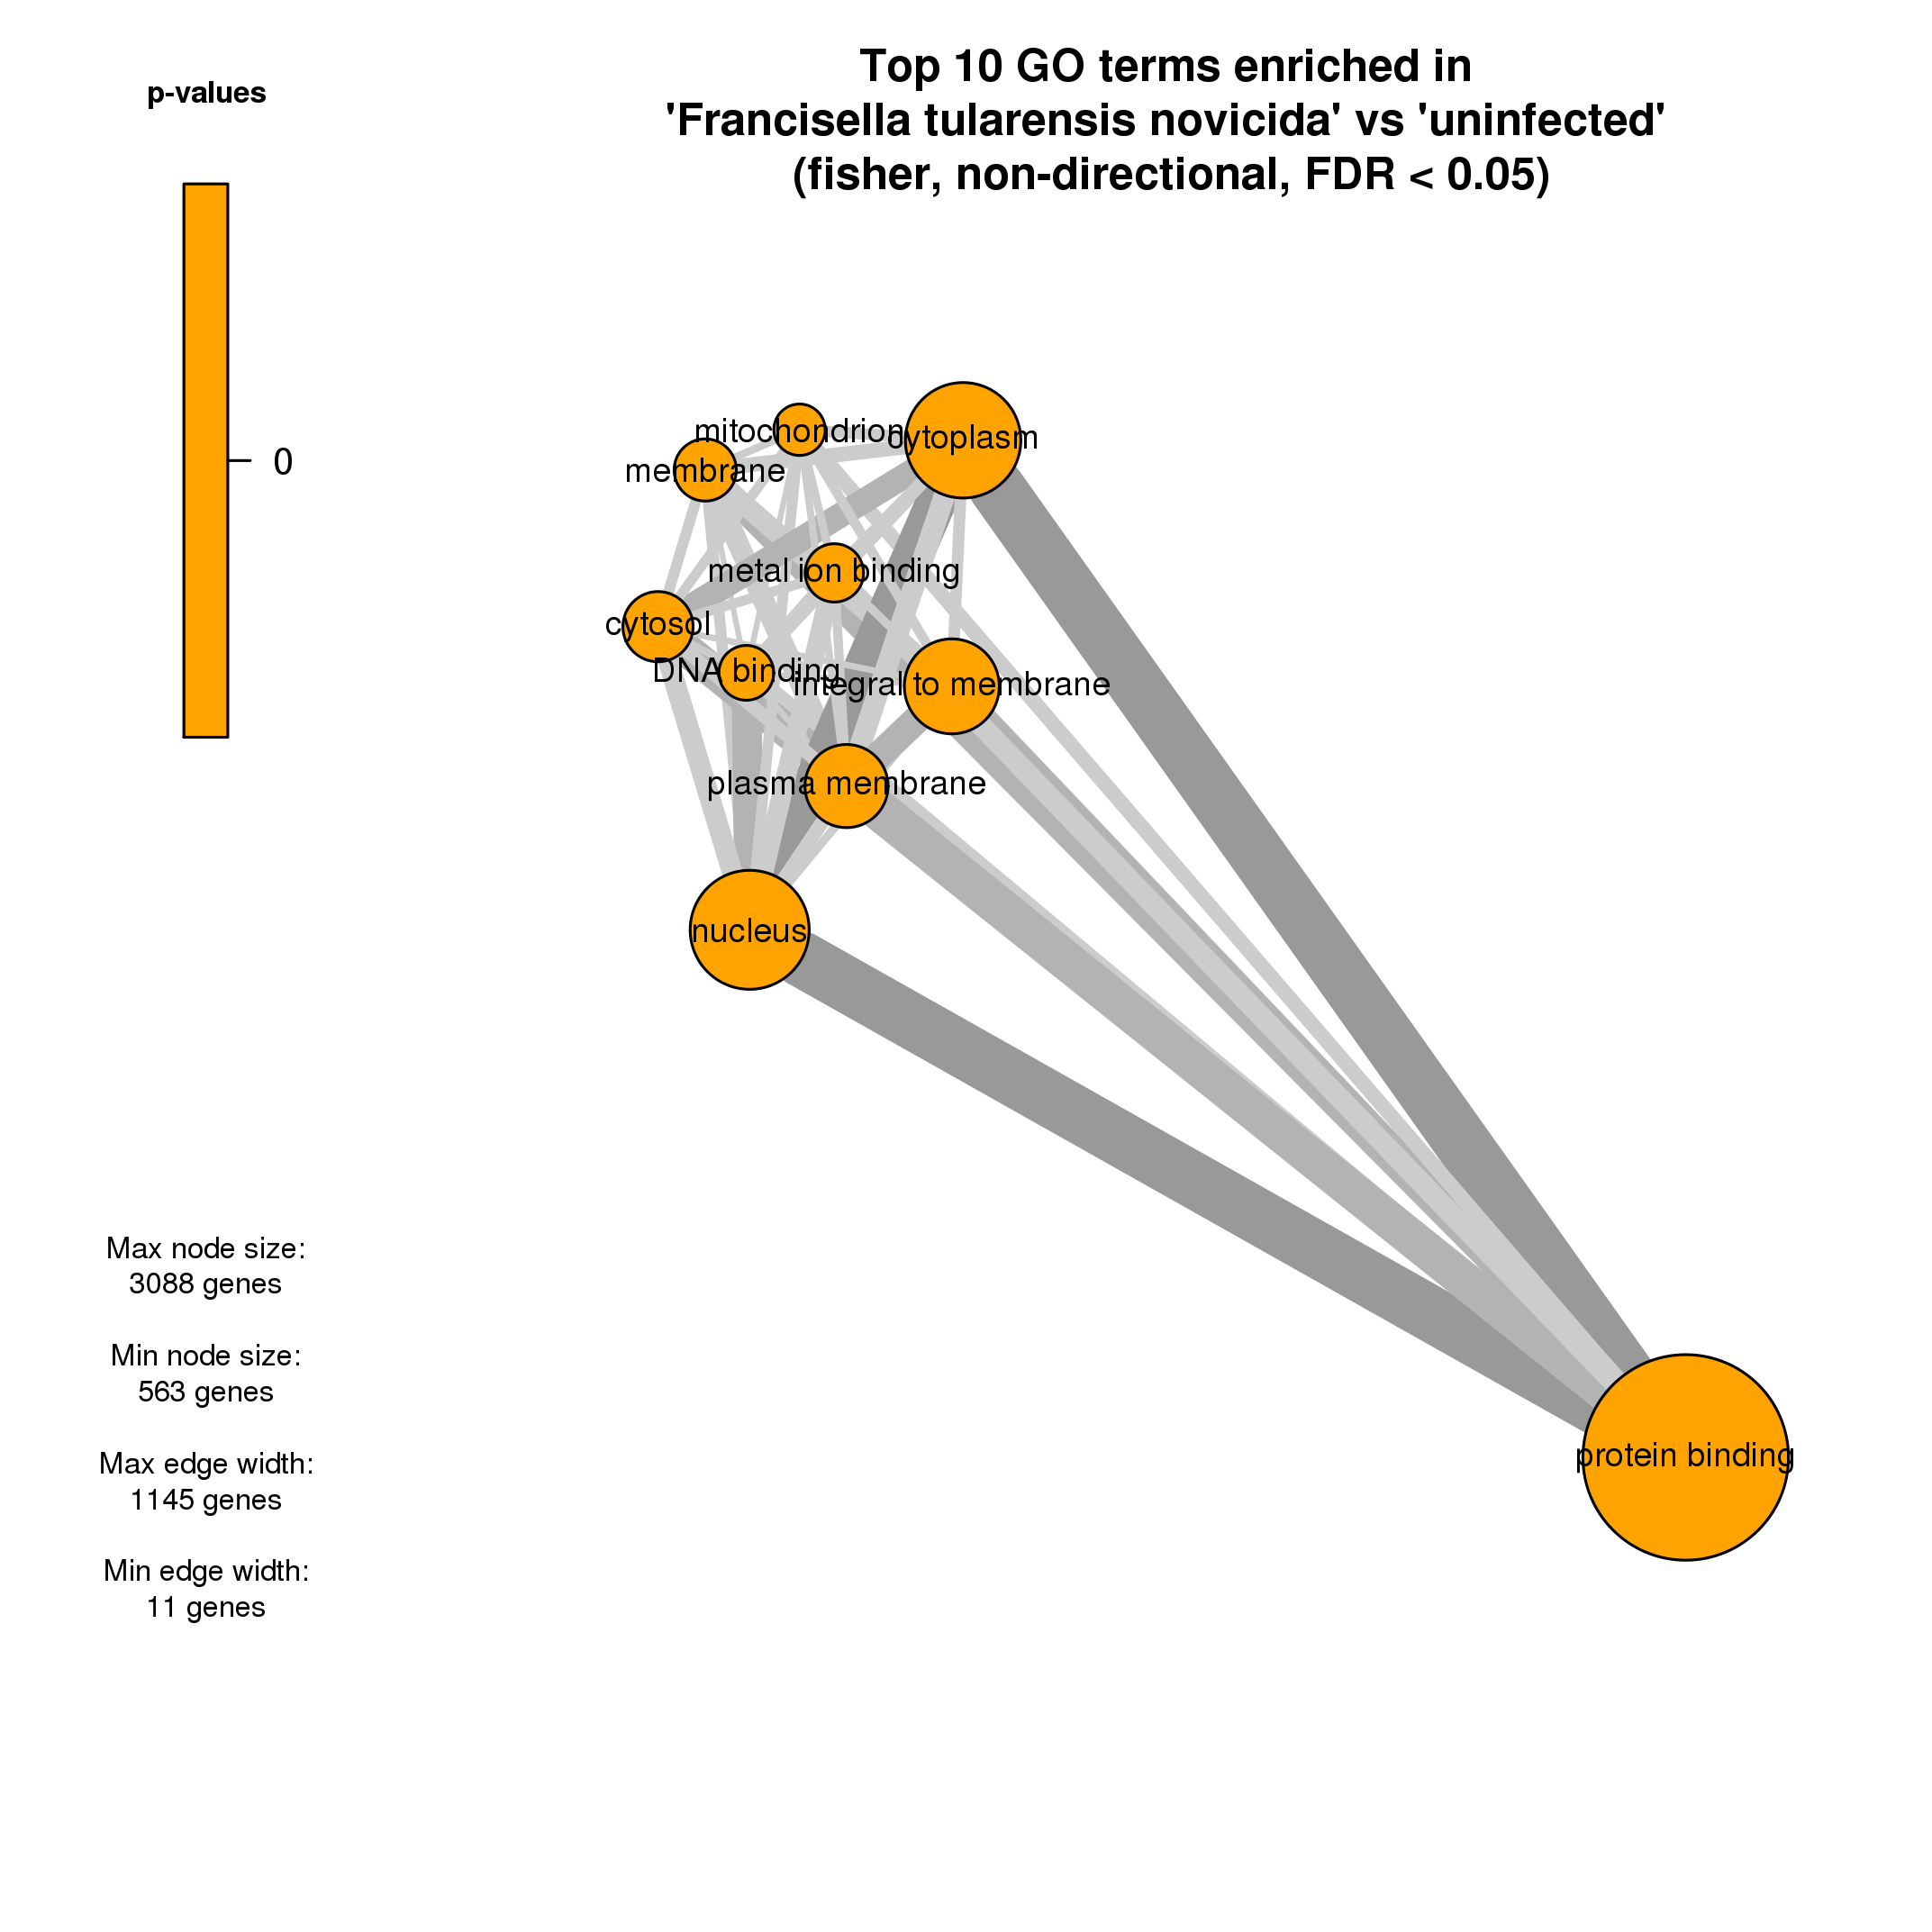 Top 10 GO terms enriched in
'Francisella tularensis novicida' vs 'uninfected'
(fisher, non-directional, FDR < 0.05)
p-values
0
mitochondrion
cytoplasm
membrane
metal ion binding
cytosol
DNA binding
integral to membrane
plasma membrane
nucleus
protein binding
Max node size:
3088 genes
Min node size:
563 genes
Max edge width:
1145 genes
Min edge width:
11 genes